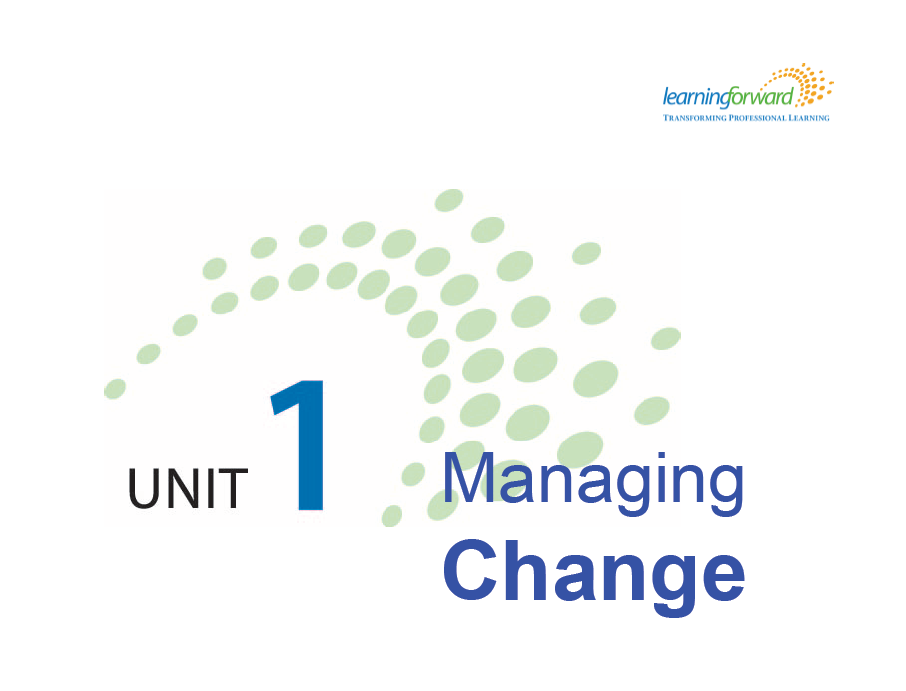 learningforward
TRANSFORMING PROFESSIONAL LEARNING
UNIT 1
Managing
Change